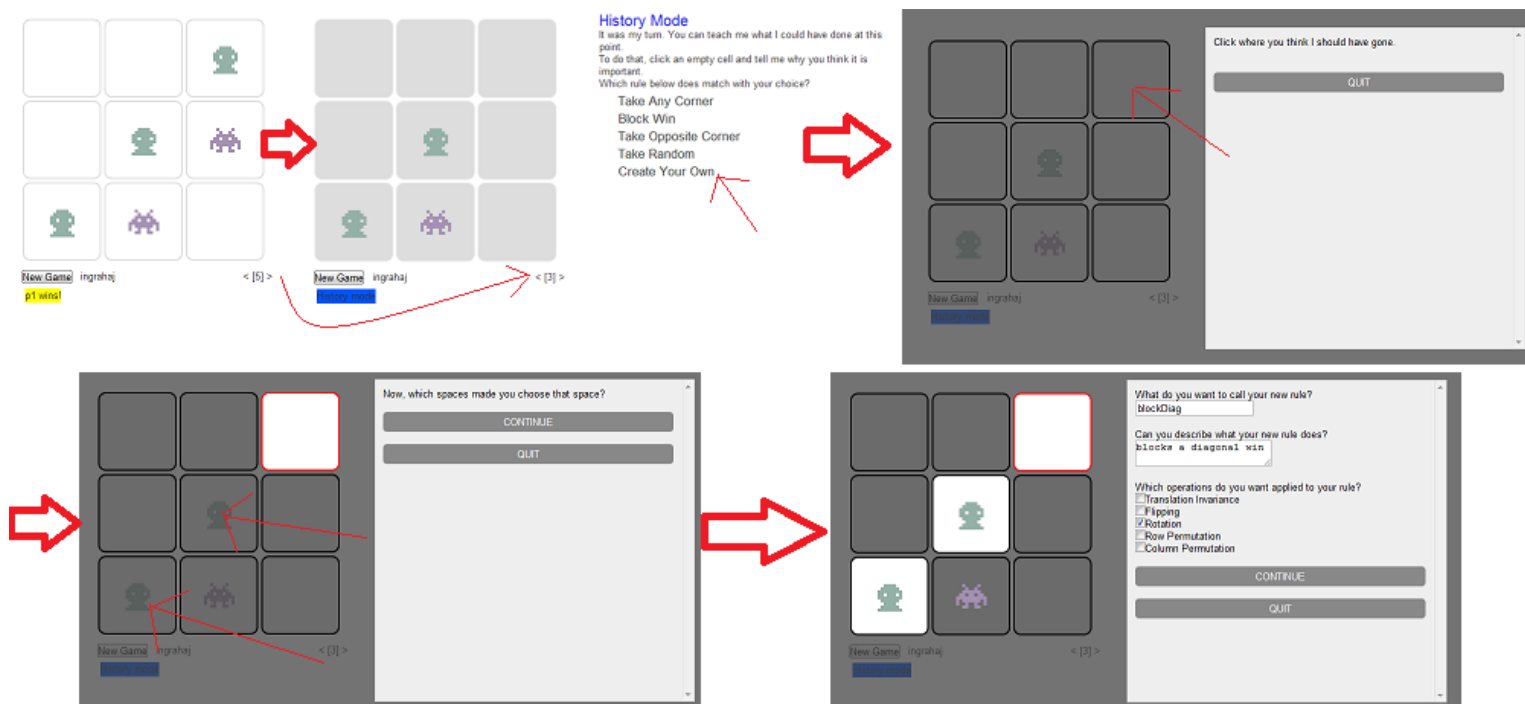 New Game ingrahaj < [5] >
p1 wins!
New Game ingrahaj < [3] >
History mode
History Mode
It was my turn. You can teach me what I could have done at this
point.
To do that, click an empty cell and tell me why you think it is
important.
Which rule below does match with your choice?
Take Any Corner
Block Win
Take Opposite Corner
Take Random
Create Your Own
New Game ingrahaj < [3] >
History mode
Click where you think I should have gone.
QUIT
New Game ingrahaj < [3] >
History mode
Now, which spaces made you choose that space?
CONTINUE
QUIT
New Game ingrahaj < [3] >
History mode
What do you want to call your new rule?
blockDiag
Can you describe what your new rule does?
blocks a diagonal win
Which operations do you want applied to your rule?
Translation Invariance
Flipping
Rotation
Row Permutation
Column Permutation
CONTINUE
QUIT